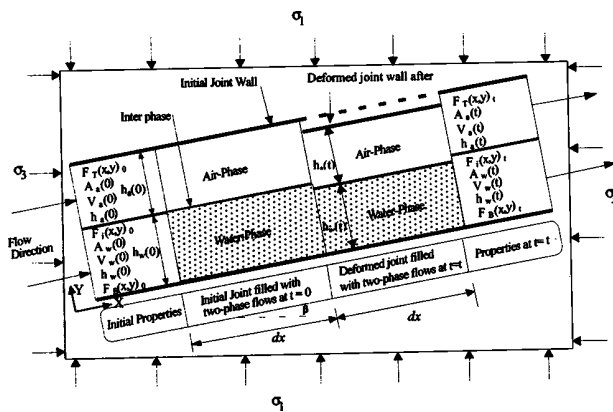 σ1
Initial Joint Wall
Deformed joint wall after
Inter phase
σ3
F T(x,y) 0
A a(0)
V a(0)
h a(0)
h a(0)
Air-Phase
h a(t)
Air-Phase
F T(x,y) t
A a(t)
V a(t)
h a(t)
F i(x,y) 0
A w(0)
V w(0)
h w(0)
F B(x,y) 0
h w(0)
Water-Phase
h w(t)
Water-Phase
F i(x,y) t
A w(t)
V w(t)
h w(t)
F B(x,y) t
σ
Flow
Direction
Y
X
Initial Properties
Initial Joint filled with
two-phase flows at t = 0
Deformed joint filled
with two-phase flows at t=t
Properties at t= t
β
dx
dx
σ1